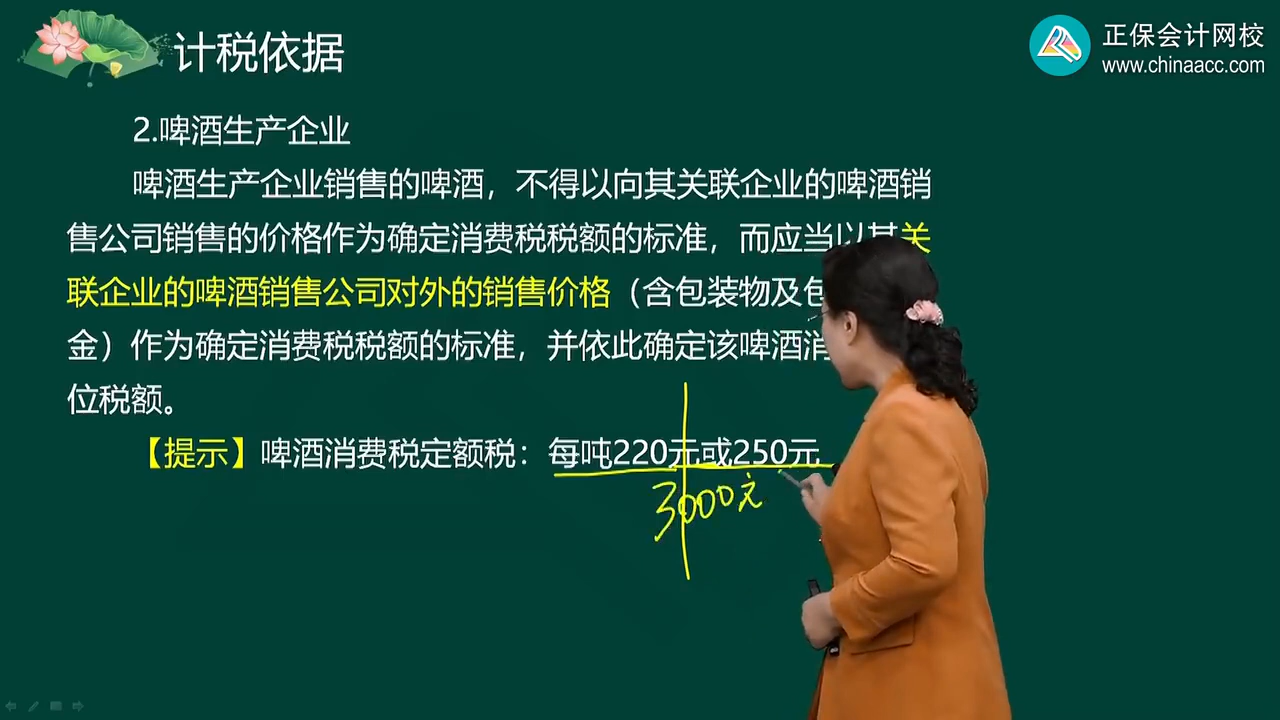 计税依据
正保会计网校
www.chinaacc.com
2.啤酒生产企业
啤酒生产企业销售的啤酒，不得以向其关联企业的啤酒销
售公司销售的价格作为确定消费税税额的标准，而应当以其关
联企业的啤酒销售公司对外的销售价格（含包装物及包
金）作为确定消费税税额的标准，并依此确定该啤酒消
位税额。
【提示】啤酒消费税定额税：每吨220元或250元
3000元